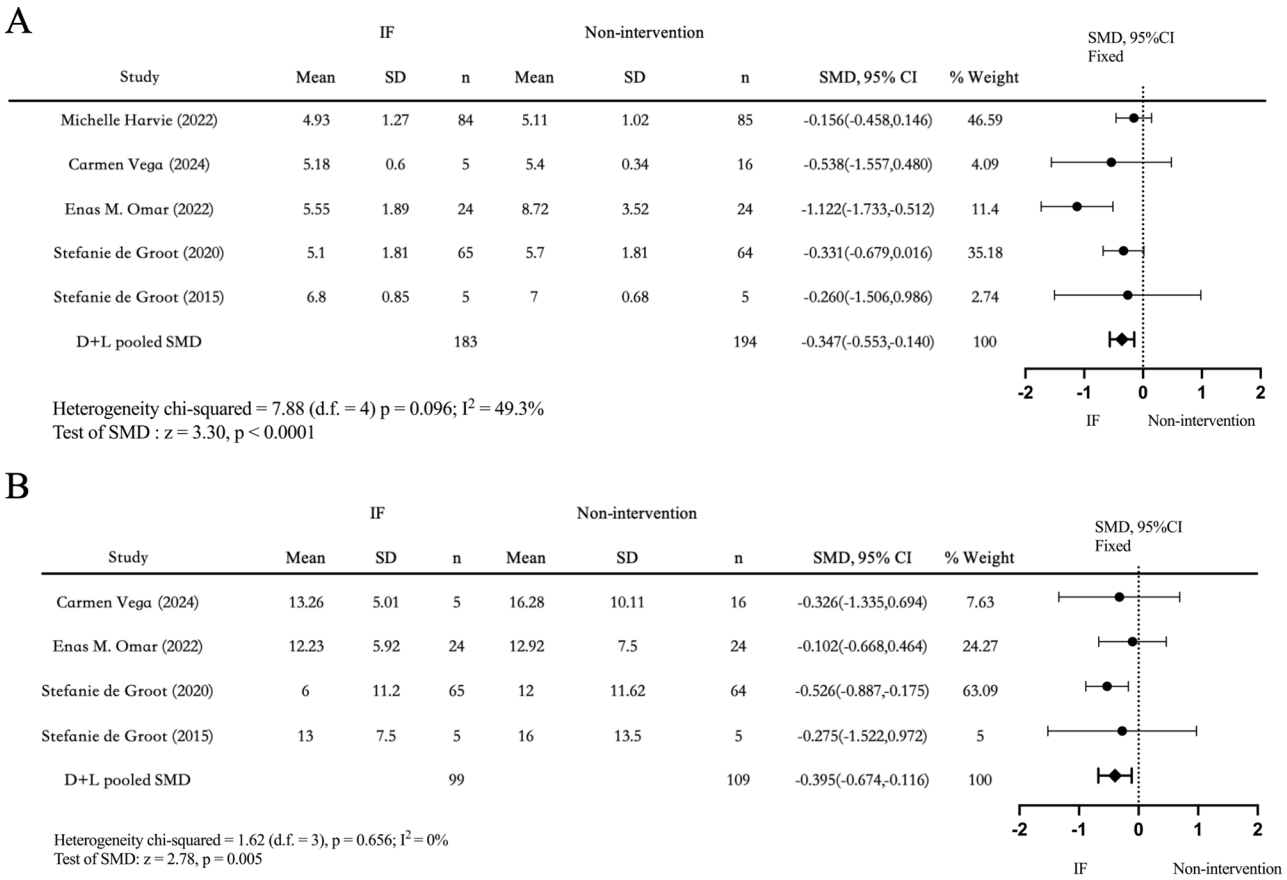 A
IF Non-intervention SMD, 95%CI
Fixed
Study Mean SD n Mean SD n SMD, 95% CI % Weight
Michelle Harvie (2022) 4.93 1.27 84 5.11 1.02 85 -0.156(-0.458,0.146) 46.59
Carmen Vega (2024) 5.18 0.6 5 5.4 0.34 16 -0.538(-1.557,0.480) 4.09
Enas M. Omar (2022) 5.55 1.89 24 8.72 3.52 24 -1.122(-1.733,-0.512) 11.4
Stefanie de Groot (2020) 5.1 1.81 65 5.7 1.81 64 -0.331(-0.679,0.016) 35.18
Stefanie de Groot (2015) 6.8 0.85 5 7 0.68 5 -0.260(-1.506,0.986) 2.74
D+L pooled SMD 183 194 -0.347(-0.553,-0.140) 100
-2 -1 0 1 2
IF Non-intervention
Heterogeneity chi-squared = 7.88 (d.f. = 4) p = 0.096; I² = 49.3%
Test of SMD : z = 3.30, p < 0.0001
B
IF Non-intervention SMD, 95%CI
Fixed
Study Mean SD n Mean SD n SMD, 95% CI % Weight
Carmen Vega (2024) 13.26 5.01 5 16.28 10.11 16 -0.326(-1.335,0.694) 7.63
Enas M. Omar (2022) 12.23 5.92 24 12.92 7.5 24 -0.102(-0.668,0.464) 24.27
Stefanie de Groot (2020) 6 11.2 65 12 11.62 64 -0.526(-0.887,-0.175) 63.09
Stefanie de Groot (2015) 13 7.5 5 16 13.5 5 -0.275(-1.522,0.972) 5
D+L pooled SMD 99 109 -0.395(-0.674,-0.116) 100
-2 -1 0 1 2
Heterogeneity chi-squared = 1.62 (d.f. = 3), p = 0.656; I² = 0%
Test of SMD: z = 2.78, p = 0.005
IF Non-intervention